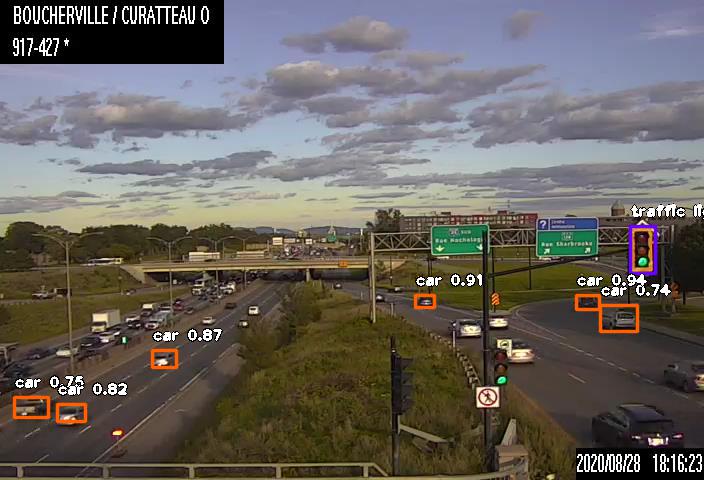 BOUCHERVILLE / CURATTEAU O
917-427 *
traffic
Rue Sherbrooke
car 0.91
car 0.94
car 0.74
car 0.87
car 0.75
car 0.82
2020/08/28 18:16:23